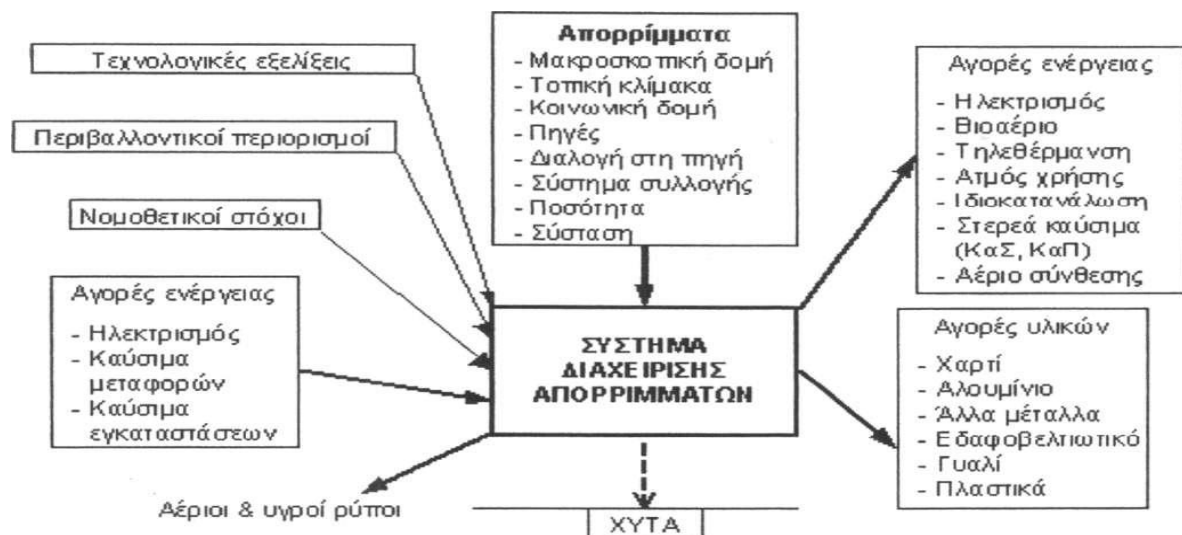 Τεχνολογικές εξελίξεις
Περιβαλλοντικοί περιορισμοί
Νομοθετικοί στόχοι
Αγορές ενέργειας
- Ηλεκτρισμός
- Καύσιμα
μεταφορών
- Καύσιμα
εγκαταστάσεων
Απορρίμματα
- Μακροσκοπική δομή
- Τοπική κλίμακα
- Κοινωνική δομή
- Πηγές
- Διαλογή στη πηγή
- Σύστημα συλλογής
- Ποσότητα
- Σύσταση
ΣΥΣΤΗΜΑ
ΔΙΑΧΕΙΡΙΣΗΣ
ΑΠΟΡΡΙΜΜΑΤΩΝ
Αγορές ενέργειας
- Ηλεκτρισμός
- Βιοαέριο
- Τηλεθέρμανση
- Ατμός χρήσης
- Ιδιοκατανάλωση
- Στερεά καύσιμα
(ΚαΣ, ΚαΠ)
- Αέριο σύνθεσης
Αγορές υλικών
- Χαρτί
- Αλουμίνιο
- Άλλα μέταλλα
- Εδαφοβελτιωτικό
- Γυαλί
- Πλαστικά
Αέριοι & υγροί ρύποι
ΧΥΤΑ